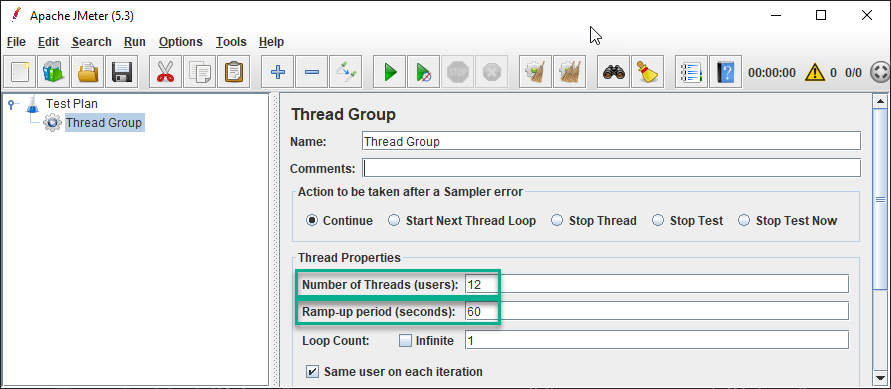 Apache JMeter (5.3)
File Edit Search Run Options Tools Help
00:00:00 0 0/0
Test Plan
Thread Group
Thread Group
Name: Thread Group
Comments:
Action to be taken after a Sampler error
Continue Start Next Thread Loop Stop Thread Stop Test Stop Test Now
Thread Properties
Number of Threads (users): 12
Ramp-up period (seconds): 60
Loop Count: Infinite 1
Same user on each iteration